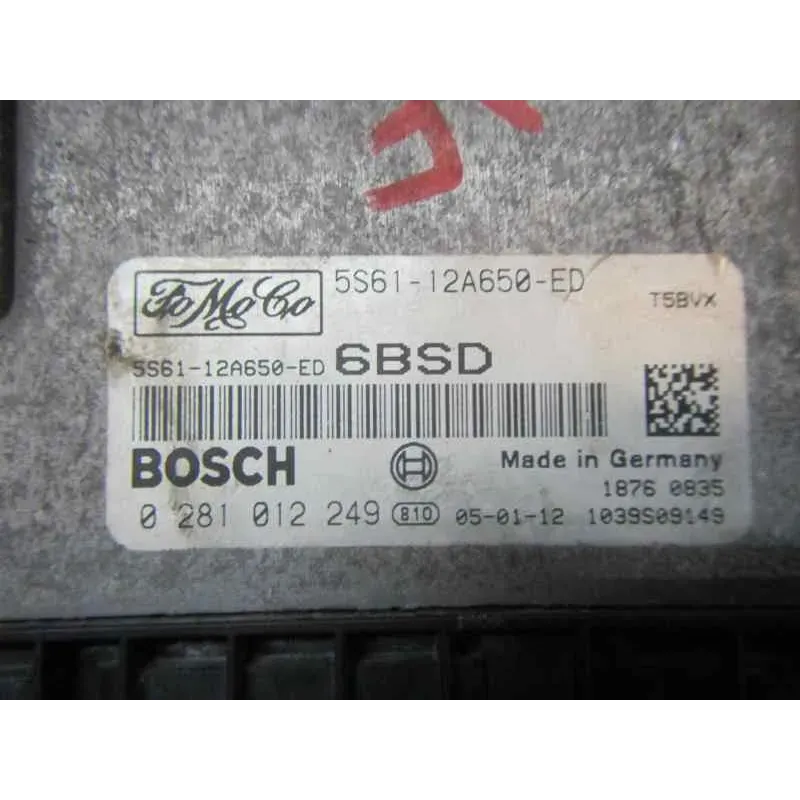 FoMoCo 5S61-12A650-ED T5BVX
5S61-12A650-ED 6BSD
BOSCH Made in Germany
1876 0835
0 281 012 249 810 05-01-12 1039S09149